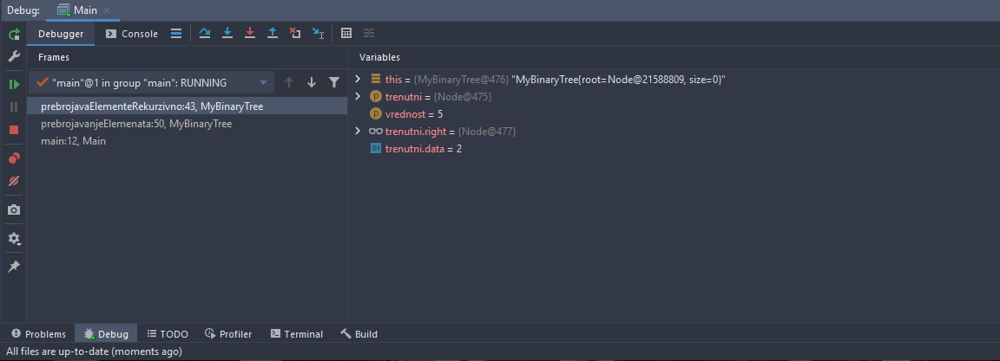 Debug: Main
Debugger Console
Frames
"main"@1 in group "main": RUNNING
prebrojavaElementeRekurzivno:43, MyBinaryTree
prebrojavanjeElemenata:50, MyBinaryTree
main:12, Main
Variables
this = {MyBinaryTree@476} "MyBinaryTree{root=Node@21588809, size=0}"
p trenutni = {Node@475}
p vrednost = 5
trenutni.right = {Node@477}
01 trenutni.data = 2
Problems Debug TODO Profiler Terminal Build
All files are up-to-date (moments ago)